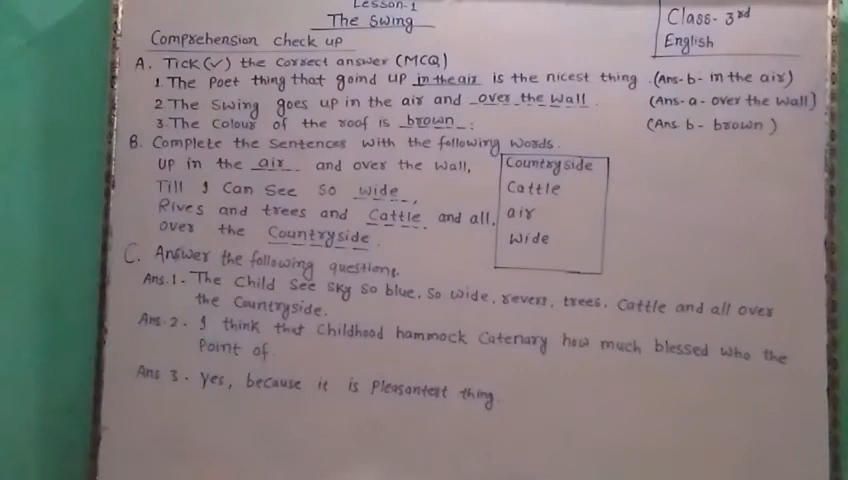 Lesson-1
The Swing
Class- 3rd
English
Comprehension Check up
A. Tick (✓) the correct answer (MCQ)
1. The Poet thing that goind up in the air is the nicest thing. (Ans- b- in the air)
2. The Swing goes up in the air and over the wall. (Ans- a- over the wall)
3. The Colour of the roof is brown. (Ans. b- brown)
B. Complete the Sentences with the following words.
Up in the air and over the wall,
Till I Can See So wide,
Rives and trees and Cattle and all,
over the Countryside.
Countryside
Cattle
air
Wide
C. Answer the following questions.
Ans.1- The Child See Sky So blue, So wide, revers, trees, Cattle and all over
the Countryside.
Ans.2. I think that Childhood hammock Catenary how much blessed who the
Point of.
Ans 3. yes, because it is Pleasantest thing.